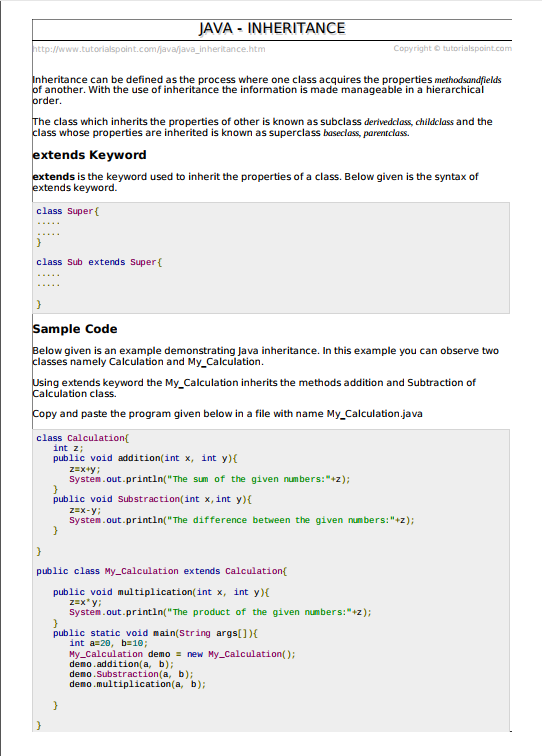 JAVA - INHERITANCE
http://www.tutorialspoint.com/java/java_inheritance.htm Copyright © tutorialspoint.com
Inheritance can be defined as the process where one class acquires the properties methodsandfields
of another. With the use of inheritance the information is made manageable in a hierarchical
order.
The class which inherits the properties of other is known as subclass derivedclass, childclass and the
class whose properties are inherited is known as superclass baseclass, parentclass.
extends Keyword
extends is the keyword used to inherit the properties of a class. Below given is the syntax of
extends keyword.
class Super{
.....
.....
}
class Sub extends Super{
.....
.....
}
Sample Code
Below given is an example demonstrating Java inheritance. In this example you can observe two
classes namely Calculation and My_Calculation.
Using extends keyword the My_Calculation inherits the methods addition and Subtraction of
Calculation class.
Copy and paste the program given below in a file with name My_Calculation.java
class Calculation{
int z;
public void addition(int x, int y){
z=x+y;
System.out.println("The sum of the given numbers:"+z);
}
public void Substraction(int x,int y){
z=x-y;
System.out.println("The difference between the given numbers:"+z);
}
}
public class My_Calculation extends Calculation{
public void multiplication(int x, int y){
z=x*y;
System.out.println("The product of the given numbers:"+z);
}
public static void main(String args[]){
int a=20, b=10;
My_Calculation demo = new My_Calculation();
demo.addition(a, b);
demo.Substraction(a, b);
demo.multiplication(a, b);
}
}